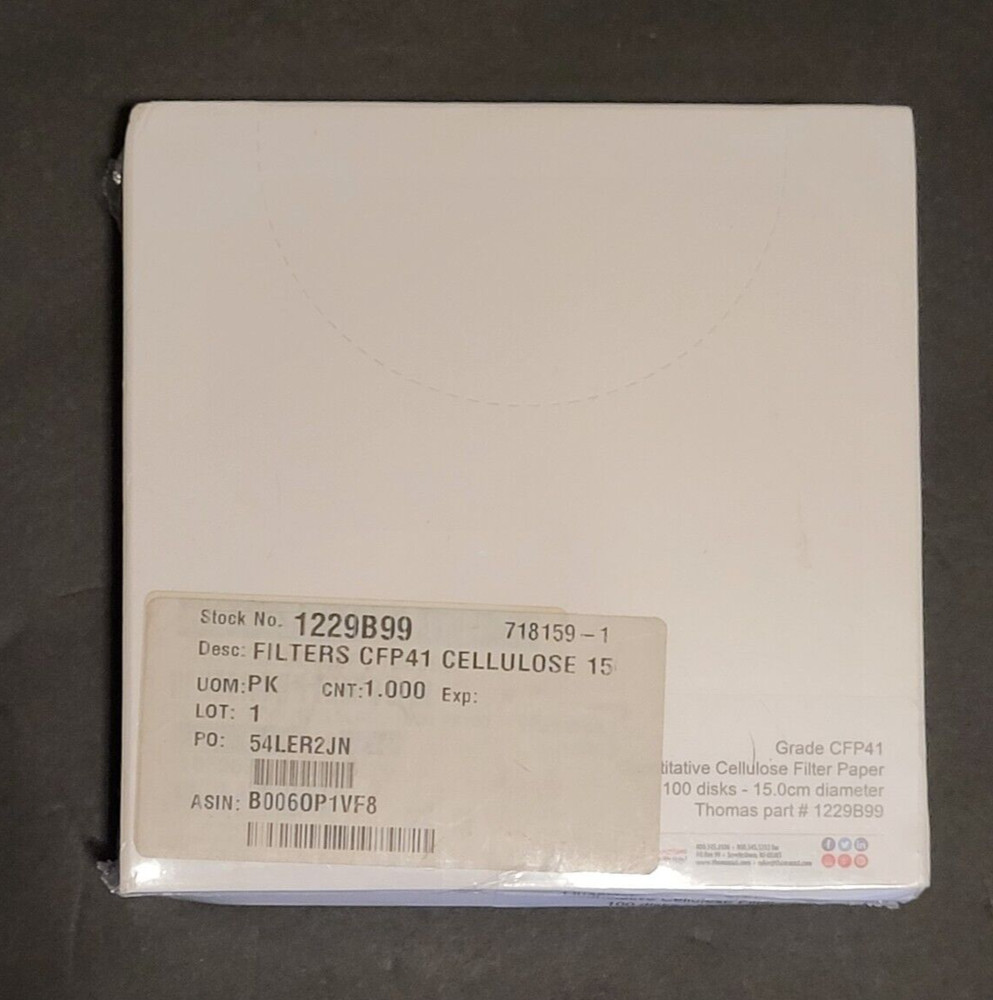 Stock No. 1229B99 718159-1
Desc: FILTERS CFP41 CELLULOSE 15
UOM:PK CNT:1.000 Exp:
LOT: 1
PO: 54LER2JN
ASIN: B006OP1VF8
Grade CFP41
titative Cellulose Filter Paper
100 disks - 15.0cm diameter
Thomas part # 1229B99